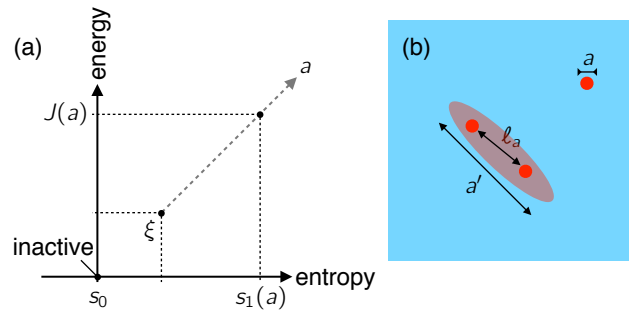 (a)
energy
a
J(a)
ξ
inactive
entropy
s₀
s₁(a)
(b)
a
ℓₐ
a′